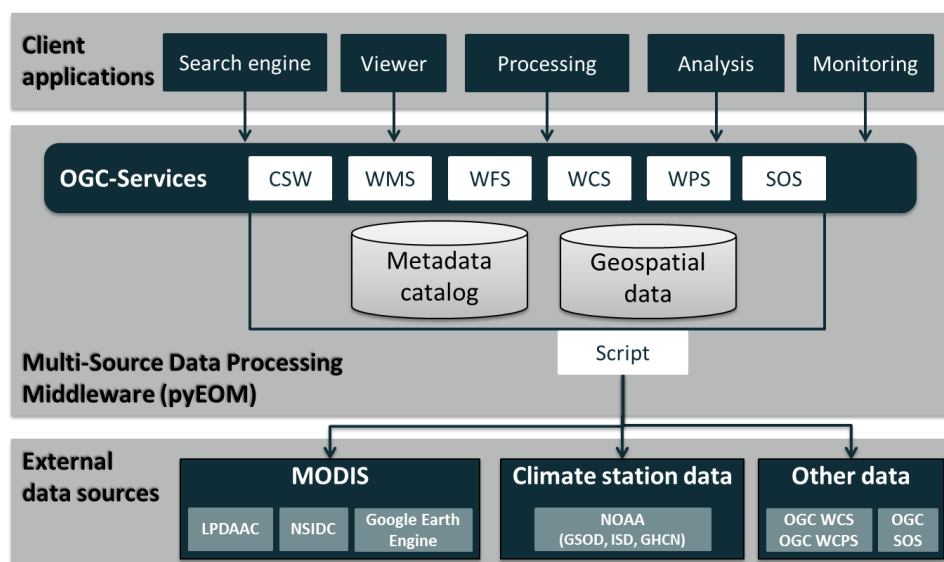 Client
applications
Search engine
Viewer
Processing
Analysis
Monitoring
OGC-Services
CSW
WMS
WFS
WCS
WPS
SOS
Metadata
catalog
Geospatial
data
Script
Multi-Source Data Processing
Middleware (pyEOM)
External
data sources
MODIS
LPDAAC
NSIDC
Google Earth
Engine
Climate station data
NOAA
(GSOD, ISD, GHCN)
Other data
OGC WCS
OGC WCPS
OGC
SOS